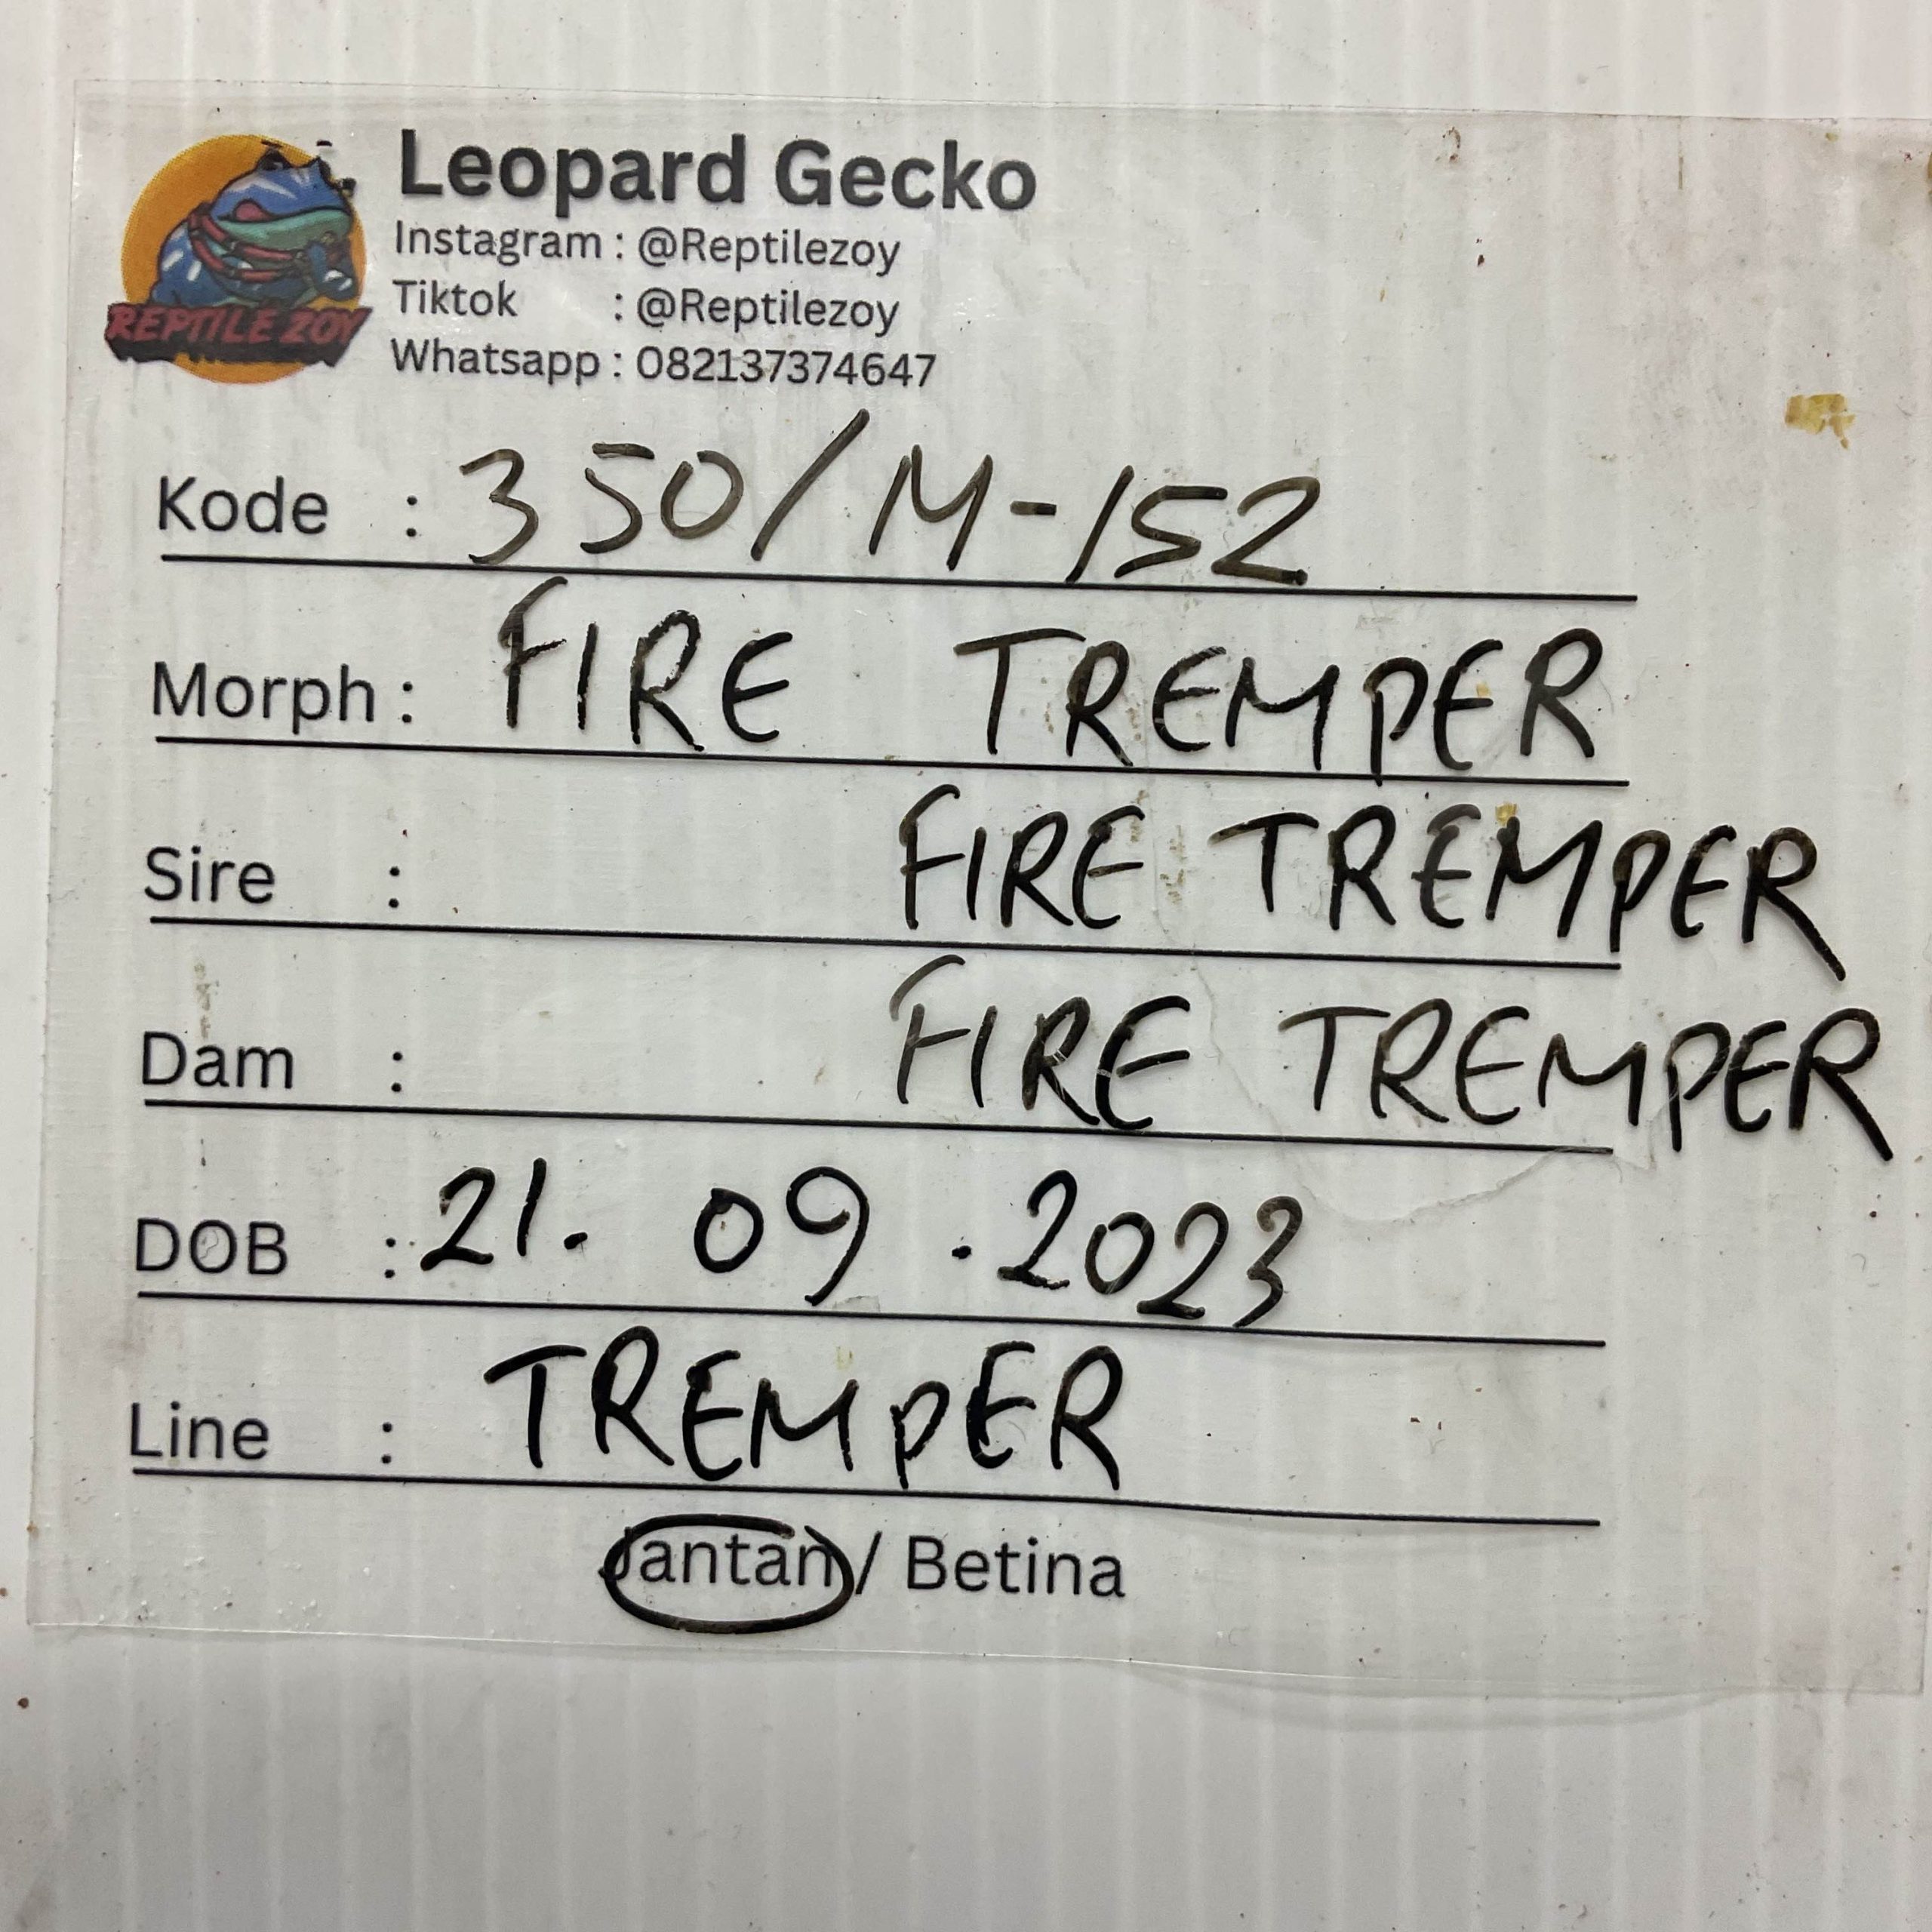 Leopard Gecko
REPTILE ZOY
Instagram : @Reptilezoy
Tiktok : @Reptilezoy
Whatsapp : 082137374647
Kode : 350/M-152
Morph : FIRE TREMPER
Sire : FIRE TREMPER
Dam : FIRE TREMPER
DOB : 21. 09 .2023
Line : TREMPER
Jantan / Betina